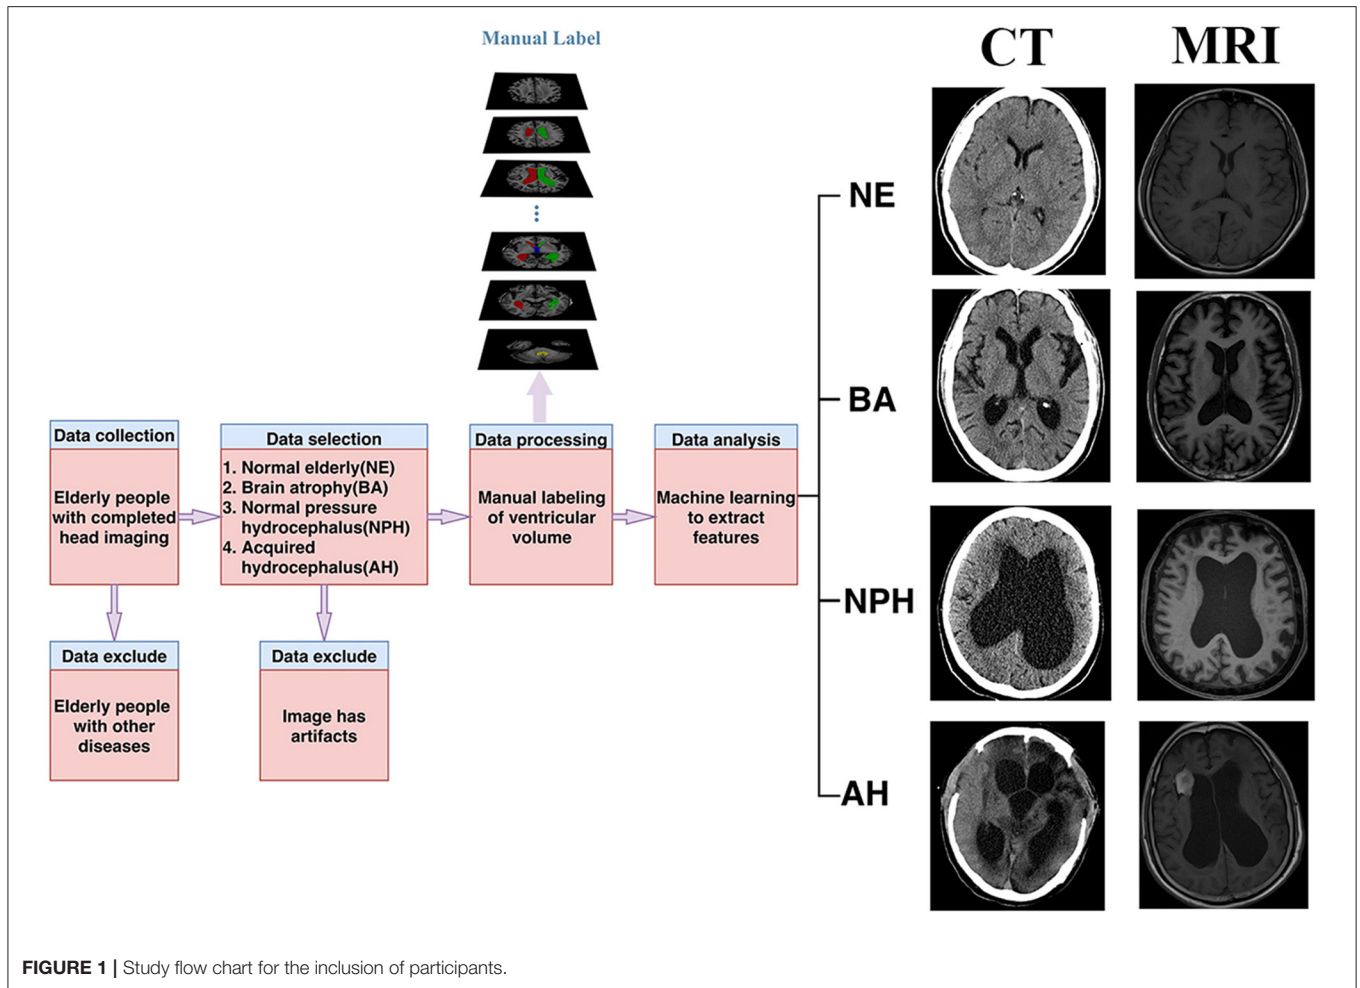 Manual Label
CT
MRI
NE
BA
NPH
AH
Data collection
Elderly people
with completed
head imaging
Data selection
1. Normal elderly(NE)
2. Brain atrophy(BA)
3. Normal pressure
hydrocephalus(NPH)
4. Acquired
hydrocephalus(AH)
Data processing
Manual labeling
of ventricular
volume
Data analysis
Machine learning
to extract
features
Data exclude
Elderly people
with other
diseases
Data exclude
Image has
artifacts
FIGURE 1 | Study flow chart for the inclusion of participants.